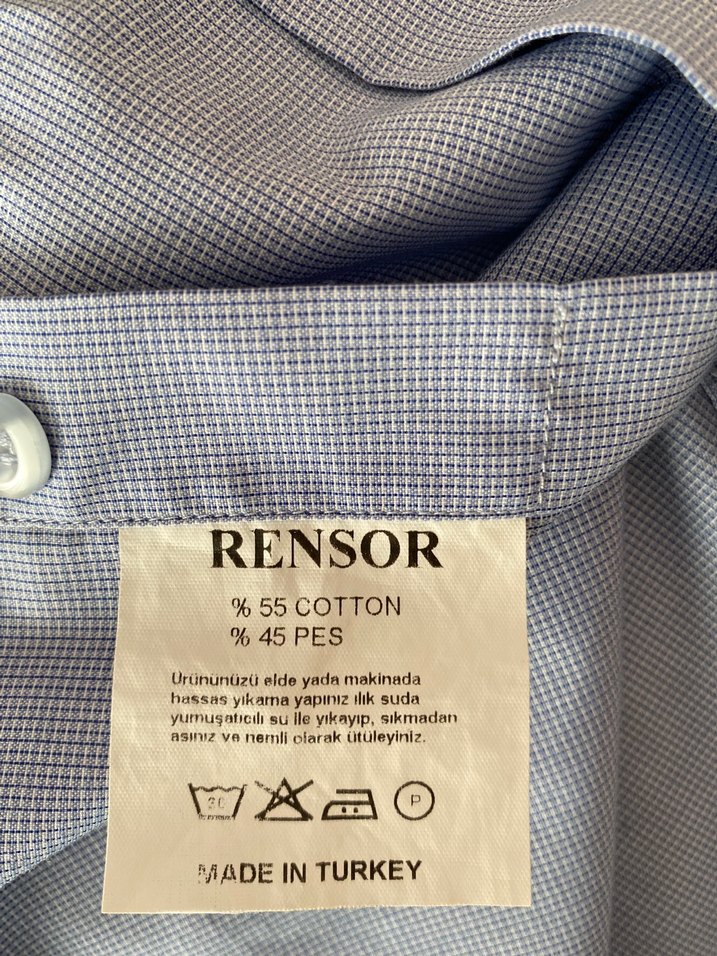 RENSOR
% 55 COTTON
% 45 PES
Ürününüzü elde yada makinada
hassas yıkama yapınız ılık suda
yumuşatıcılı su ile yıkayıp, sıkmadan
asınız ve nemli olarak ütüleyiniz.
30 P
MADE IN TURKEY